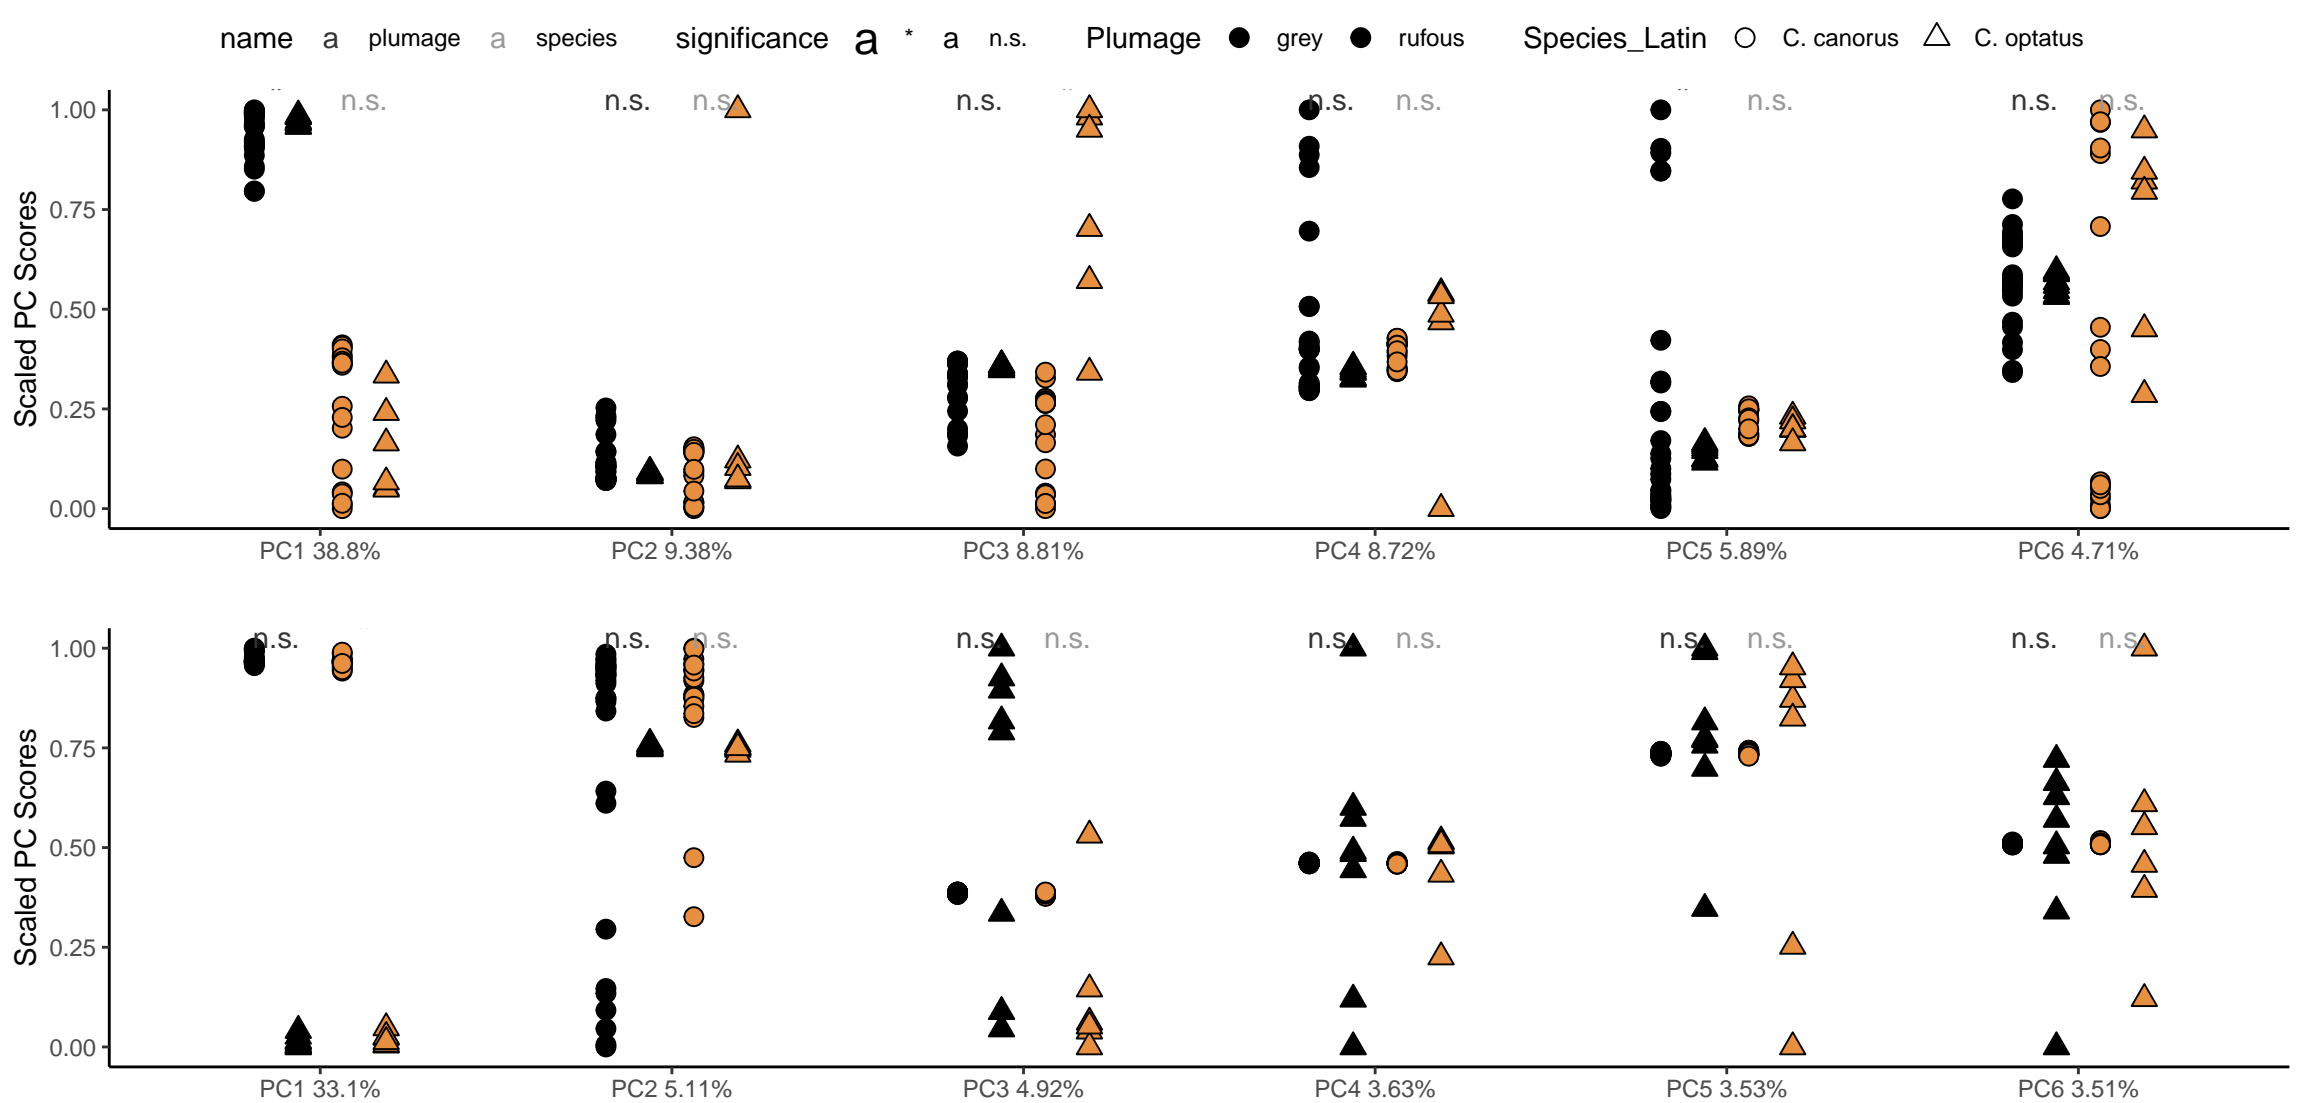 name a plumage a species significance a * a n.s. Plumage grey rufous Species_Latin C. canorus C. optatus
n.s. n.s. n.s. n.s. n.s. n.s. n.s. n.s. n.s.
1.00
0.75
0.50
0.25
0.00
Scaled PC Scores
PC1 38.8% PC2 9.38% PC3 8.81% PC4 8.72% PC5 5.89% PC6 4.71%
n.s. n.s. n.s. n.s. n.s. n.s. n.s. n.s. n.s. n.s. n.s.
1.00
0.75
0.50
0.25
0.00
Scaled PC Scores
PC1 33.1% PC2 5.11% PC3 4.92% PC4 3.63% PC5 3.53% PC6 3.51%